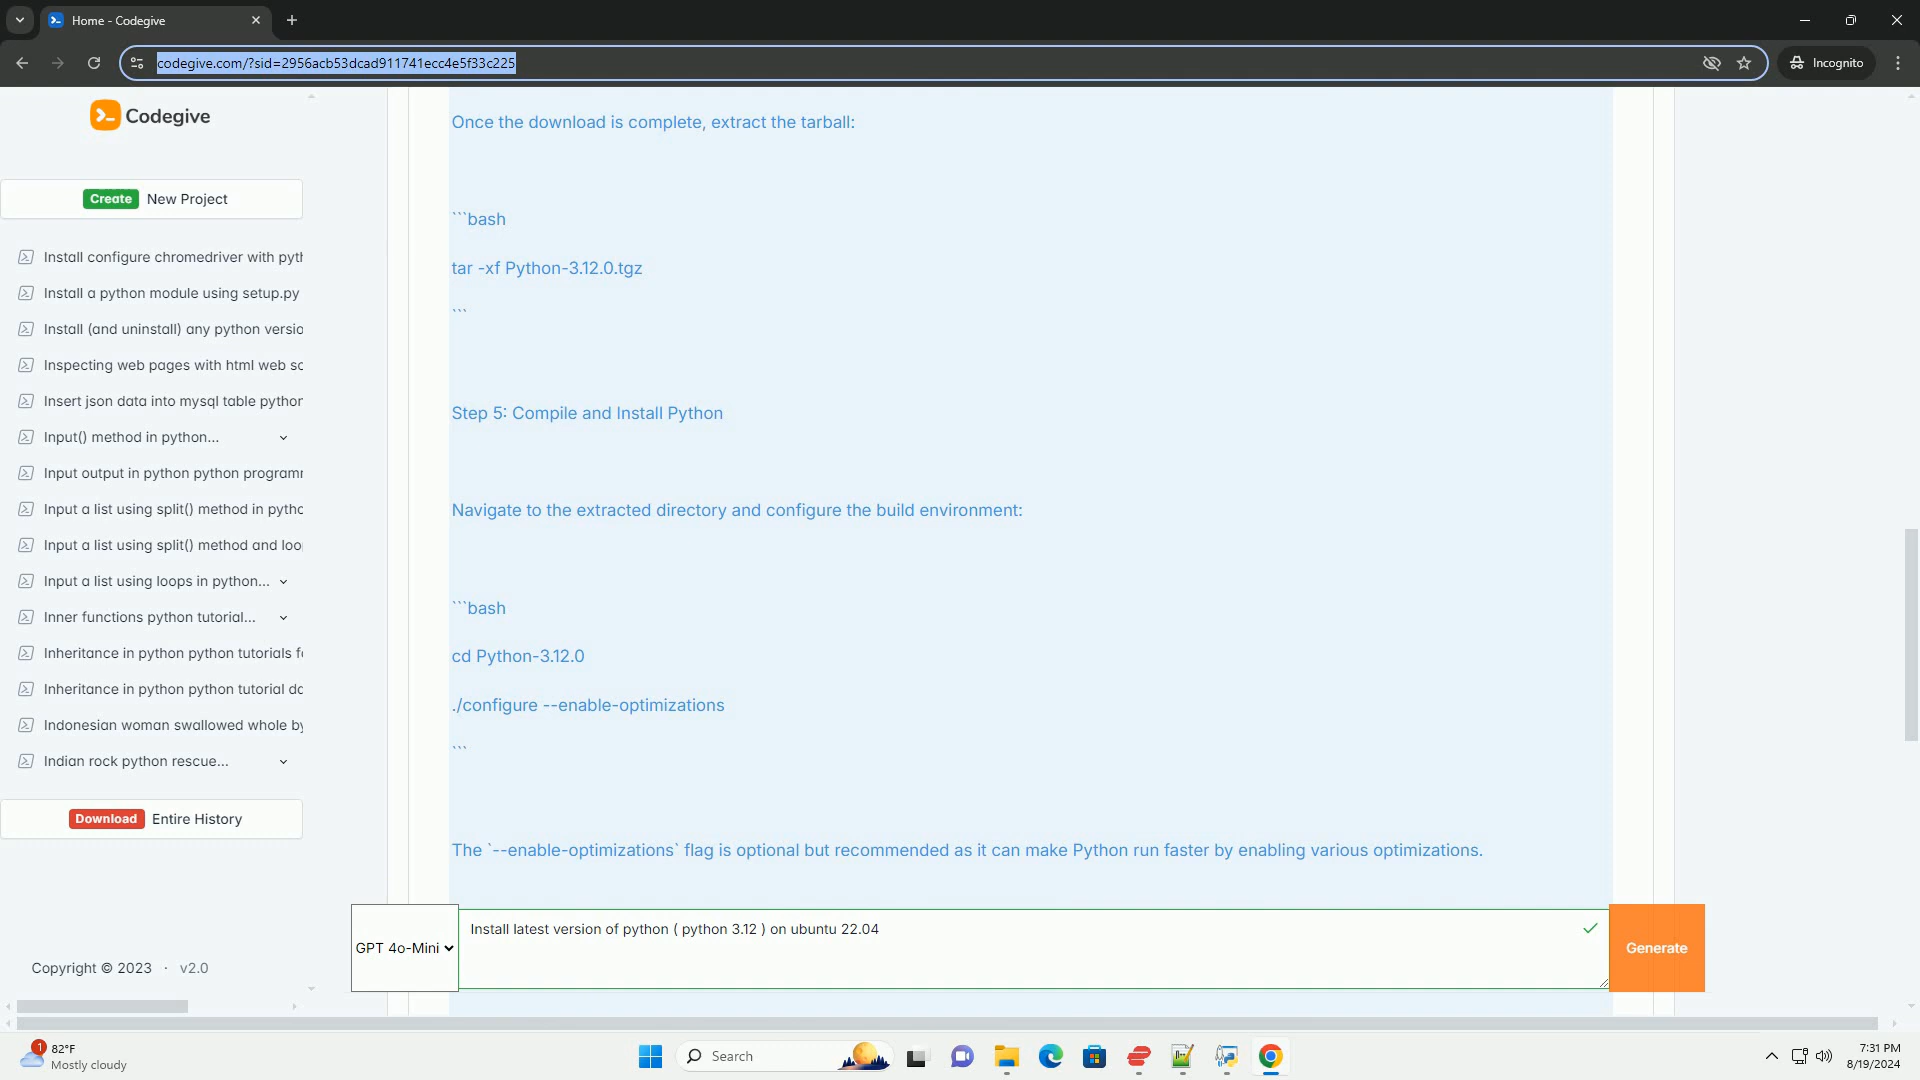 Home - Codegive
codegive.com/?sid=2956acb53dcad911741ecc4e5f33c225
Incognito
Codegive
Create New Project
Install configure chromedriver with pyth
Install a python module using setup.py
Install (and uninstall) any python versio
Inspecting web pages with html web sc
Insert json data into mysql table python
Input() method in python...
Input output in python python programm
Input a list using split() method in pytho
Input a list using split() method and loo
Input a list using loops in python...
Inner functions python tutorial...
Inheritance in python python tutorials fo
Inheritance in python python tutorial da
Indonesian woman swallowed whole by
Indian rock python rescue...
Download Entire History
Copyright © 2023 · v2.0
Once the download is complete, extract the tarball:
```bash
tar -xf Python-3.12.0.tgz
```
Step 5: Compile and Install Python
Navigate to the extracted directory and configure the build environment:
```bash
cd Python-3.12.0
./configure --enable-optimizations
```
The `--enable-optimizations` flag is optional but recommended as it can make Python run faster by enabling various optimizations.
GPT 4o-Mini
Install latest version of python ( python 3.12 ) on ubuntu 22.04
Generate
1
82°F
Mostly cloudy
Search
7:31 PM
8/19/2024